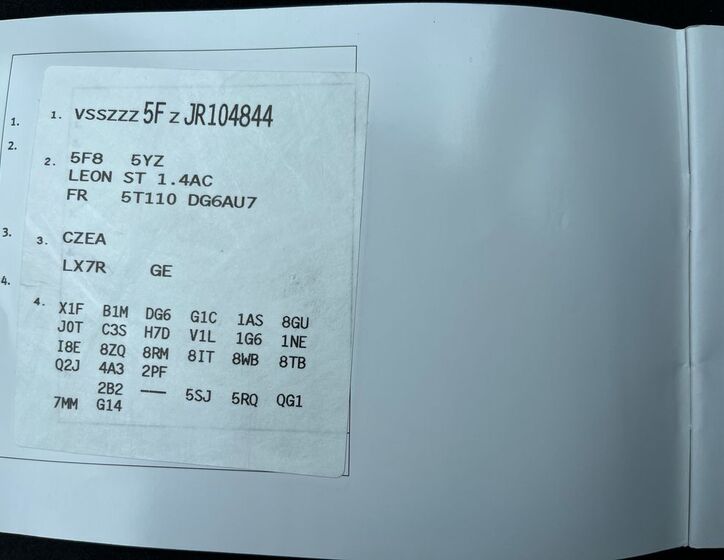 1.
2.
3.
4.
1. VSSZZZ 5F Z JR104844
2. 5F8 5YZ
LEON ST 1.4AC
FR 5T110 DG6AU7
3. CZEA
LX7R GE
4. X1F B1M DG6 G1C 1AS 8GU
J0T C3S H7D V1L 1G6 1NE
I8E 8ZQ 8RM 8IT 8WB 8TB
Q2J 4A3 2PF
2B2 --- 5SJ 5RQ QG1
7MM G14